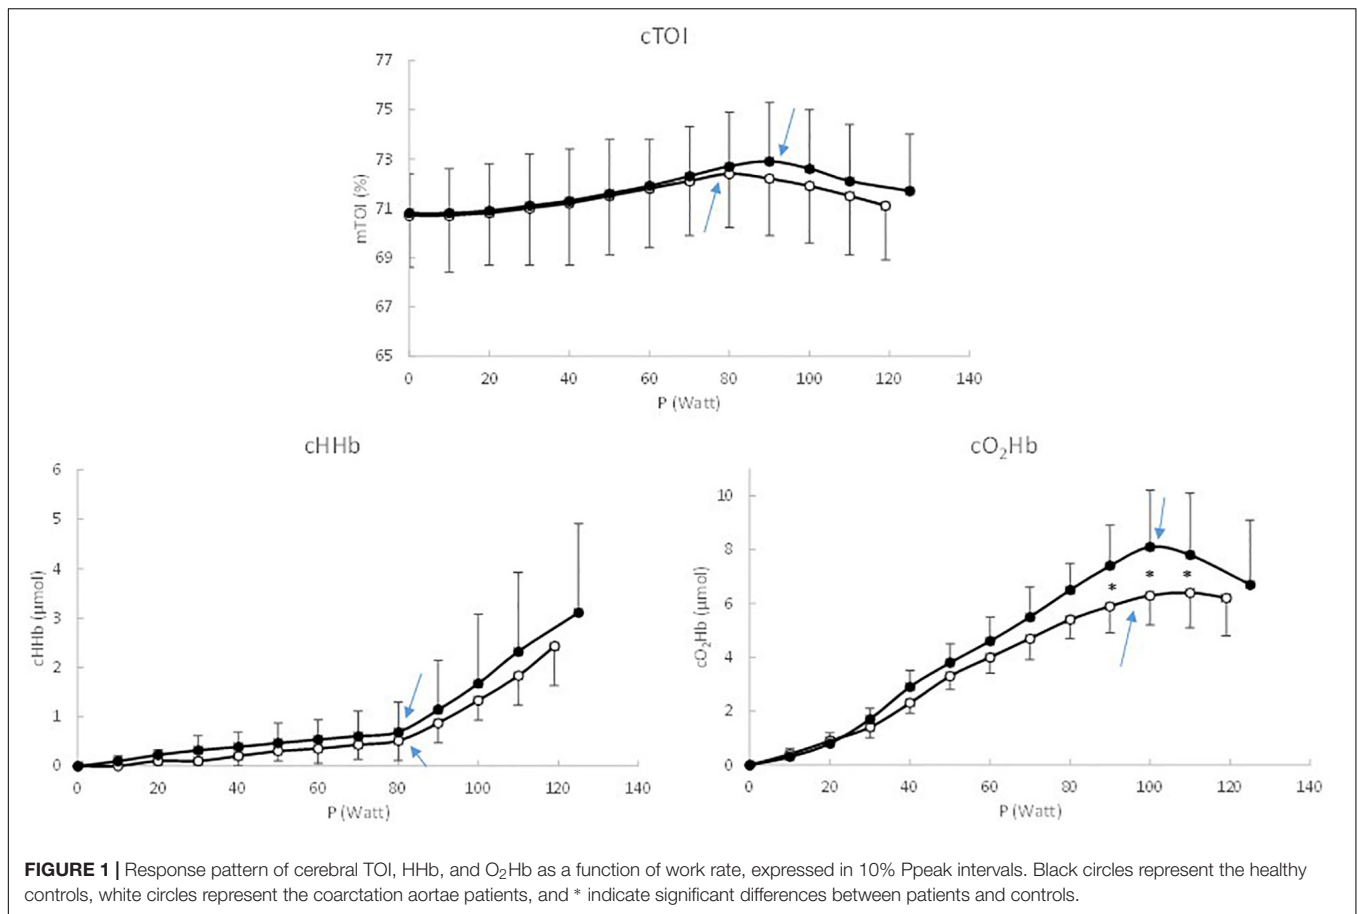 cTOI
77
75
73
71
69
67
65
mTOI (%)
0 20 40 60 80 100 120 140
P (Watt)
cHHb
6
5
4
3
2
1
0
cHHb (μmol)
0 20 40 60 80 100 120 140
P (Watt)
cO₂Hb
10
8
6
4
2
0
cO₂Hb (μmol)
* * *
0 20 40 60 80 100 120 140
P (Watt)
FIGURE 1 | Response pattern of cerebral TOI, HHb, and O₂Hb as a function of work rate, expressed in 10% Ppeak intervals. Black circles represent the healthy
controls, white circles represent the coarctation aortae patients, and * indicate significant differences between patients and controls.